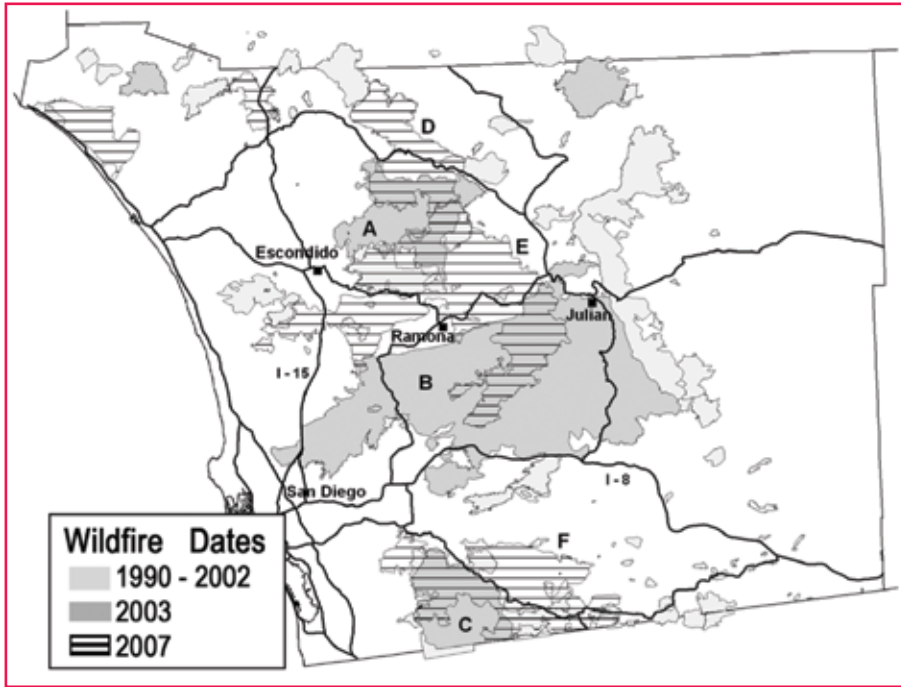 D
A
E
Escondido
Julian
Ramona
B
I - 15
San Diego
I - 8
F
C
Wildfire Dates
1990 - 2002
2003
2007